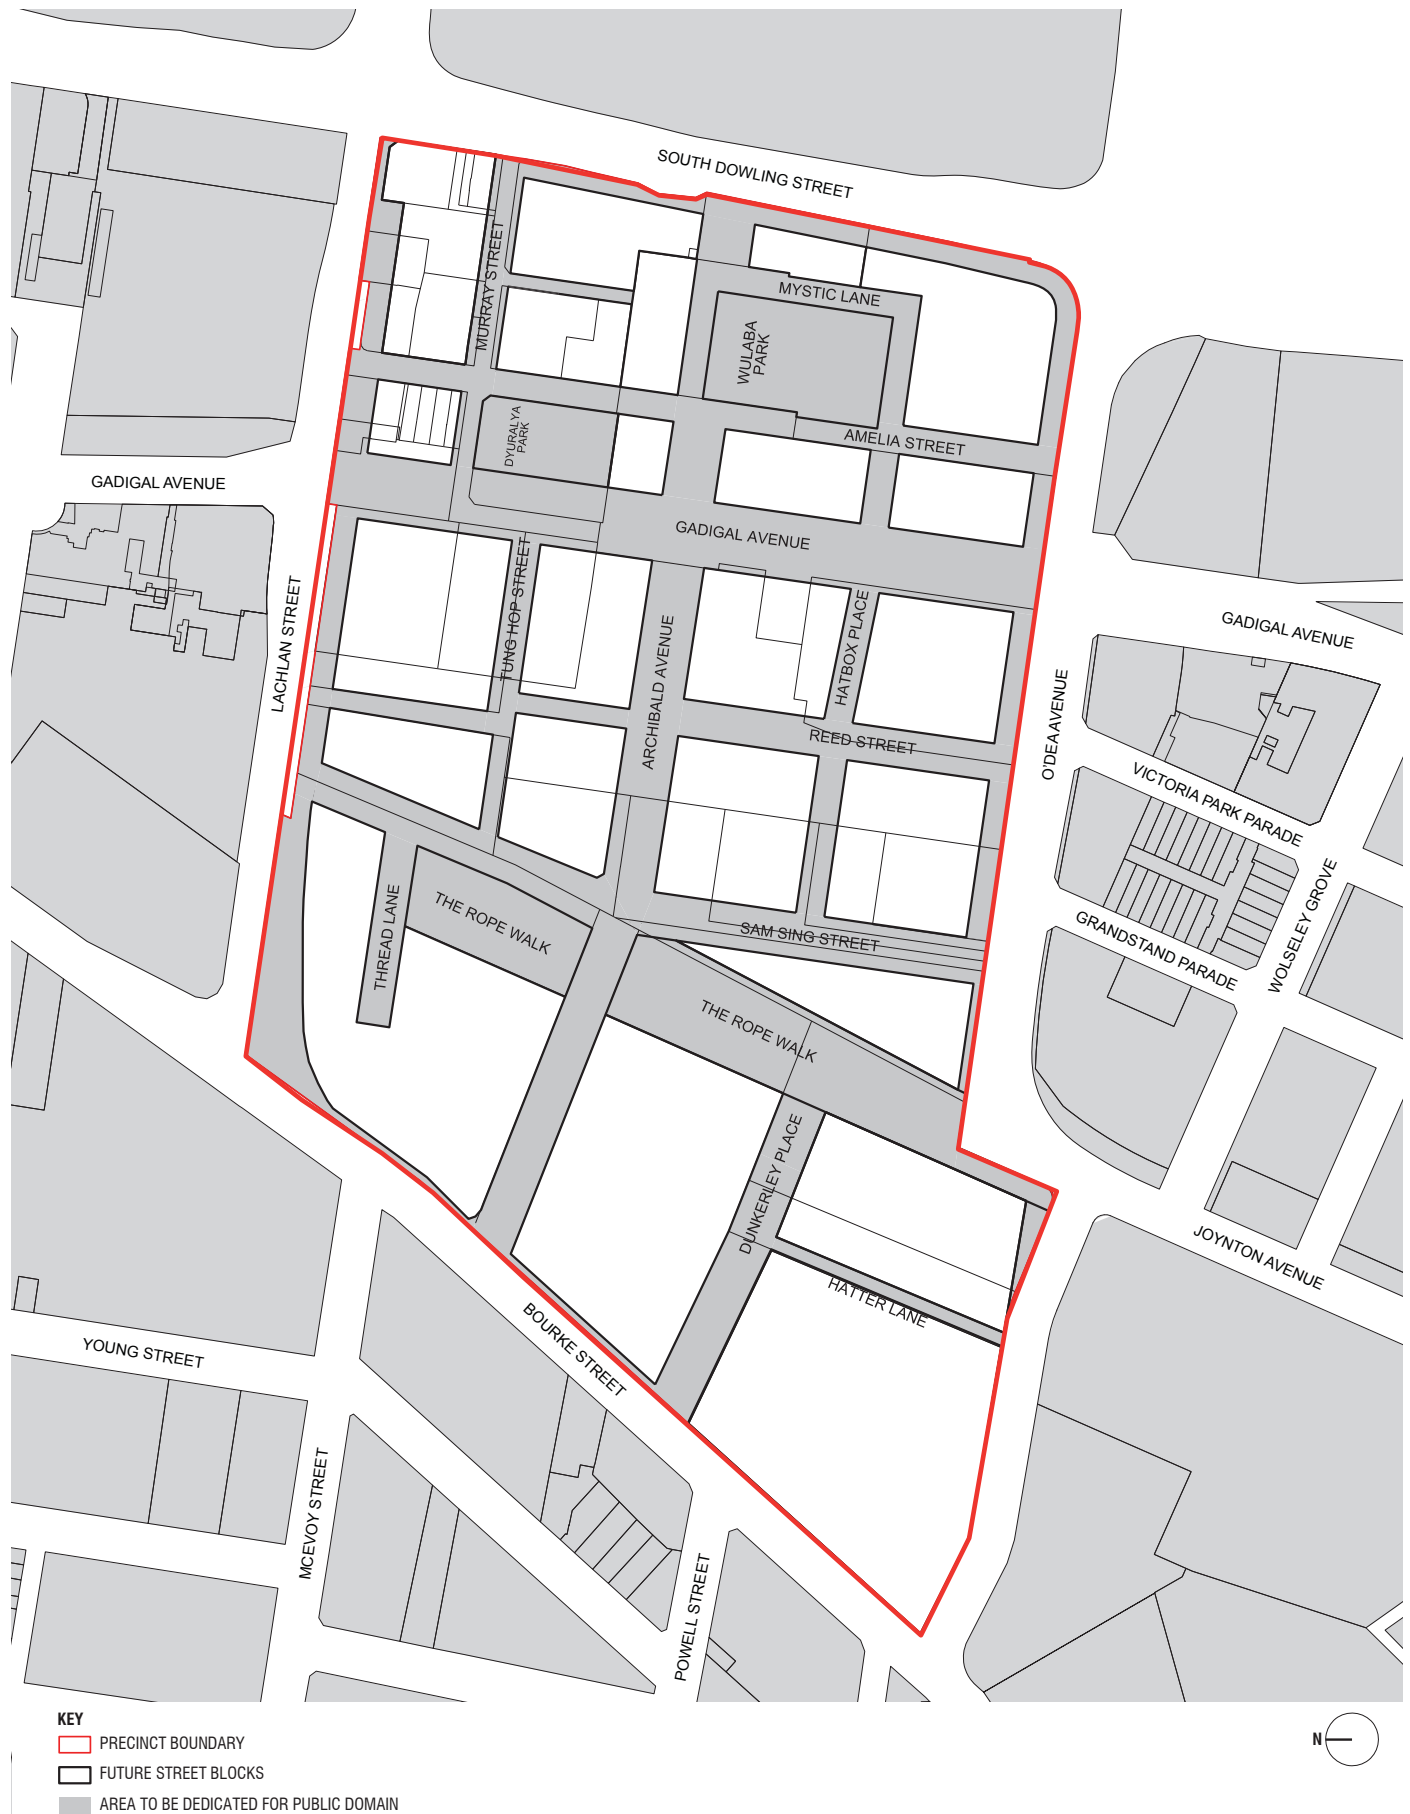 SOUTH DOWLING STREET
MURRAY STREET
MYSTIC LANE
WULABA
PARK
DYURALYA
PARK
AMELIA STREET
GADIGAL AVENUE
GADIGAL AVENUE
TUNG HOP STREET
LACHLAN STREET
ARCHIBALD AVENUE
HATBOX PLACE
GADIGAL AVENUE
O'DEA AVENUE
REED STREET
VICTORIA PARK PARADE
THREAD LANE
THE ROPE WALK
SAM SING STREET
GRANDSTAND PARADE
WOLSELEY GROVE
THE ROPE WALK
DUNKERLEY PLACE
JOYNTON AVENUE
HATTER LANE
BOURKE STREET
YOUNG STREET
MCEVOY STREET
POWELL STREET
KEY
PRECINCT BOUNDARY
FUTURE STREET BLOCKS
AREA TO BE DEDICATED FOR PUBLIC DOMAIN
N